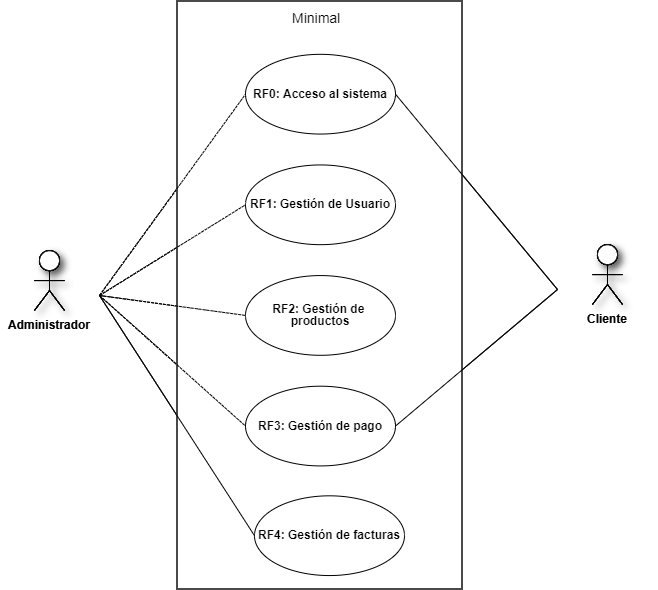 Minimal
RF0: Acceso al sistema
RF1: Gestión de Usuario
RF2: Gestión de
productos
Administrador
Cliente
RF3: Gestión de pago
RF4: Gestión de facturas